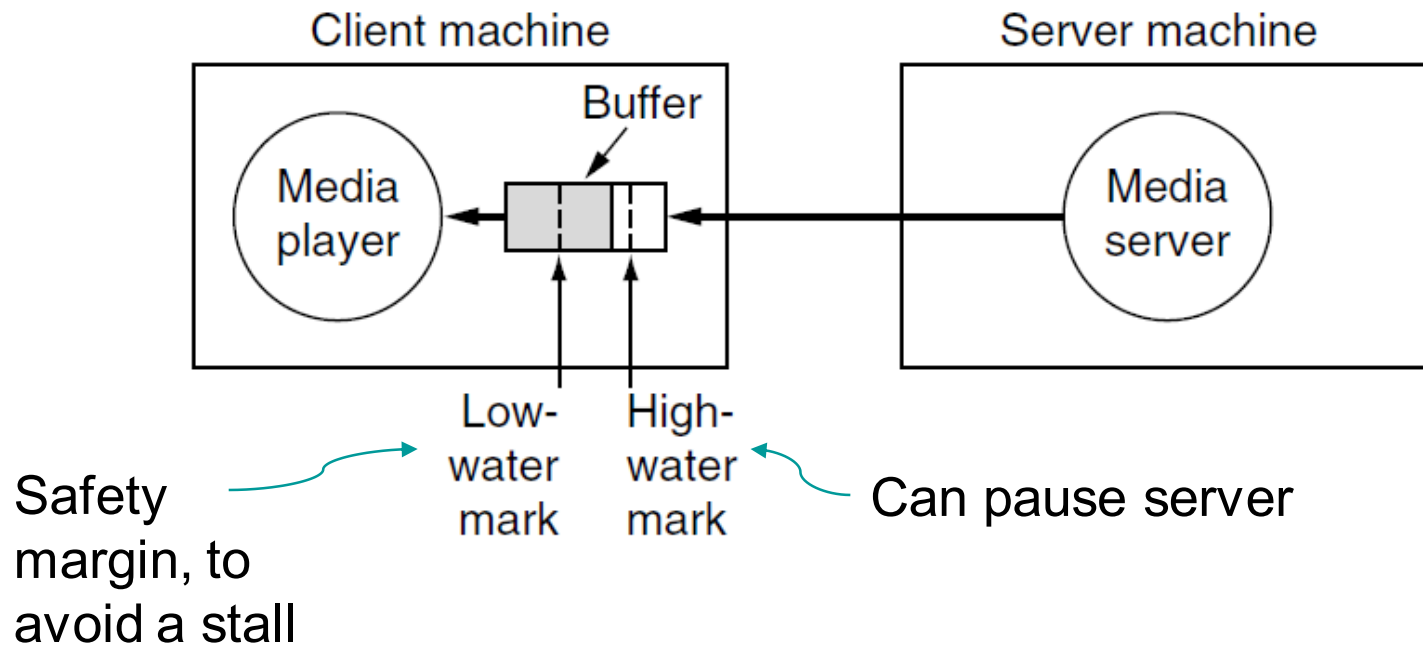 Client machine
Server machine
Buffer
Media
player
Media
server
Low-
water
mark
High-
water
mark
Safety
margin, to
avoid a stall
Can pause server